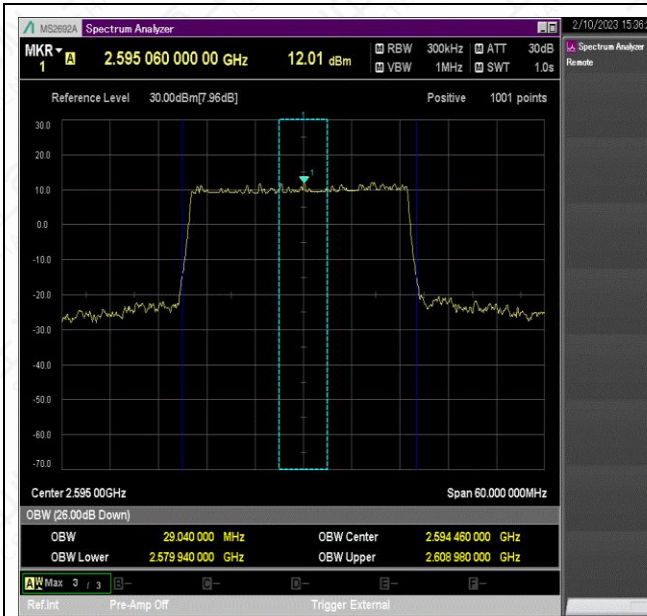 MS2692A Spectrum Analyzer
2/10/2023 15:36:
MKR 1 A 2.595 060 000 00 GHz 12.01 dBm
M RBW 300kHz M ATT 30dB
M VBW 1MHz M SWT 1.0s
Spectrum Analyzer
Remote
Reference Level 30.00dBm[7.96dB] Positive 1001 points
1
30.0
20.0
10.0
1
0.0
-10.0
-20.0
-30.0
-40.0
-50.0
-60.0
-70.0
Center 2.595 00GHz Span 60.000 000MHz
OBW (26.00dB Down)
OBW 29.040 000 MHz OBW Center 2.594 460 000 GHz
OBW Lower 2.579 940 000 GHz OBW Upper 2.608 980 000 GHz
A W Max 3 / 3 B- C- D- E- F-
Ref.Int Pre-Amp Off Trigger External